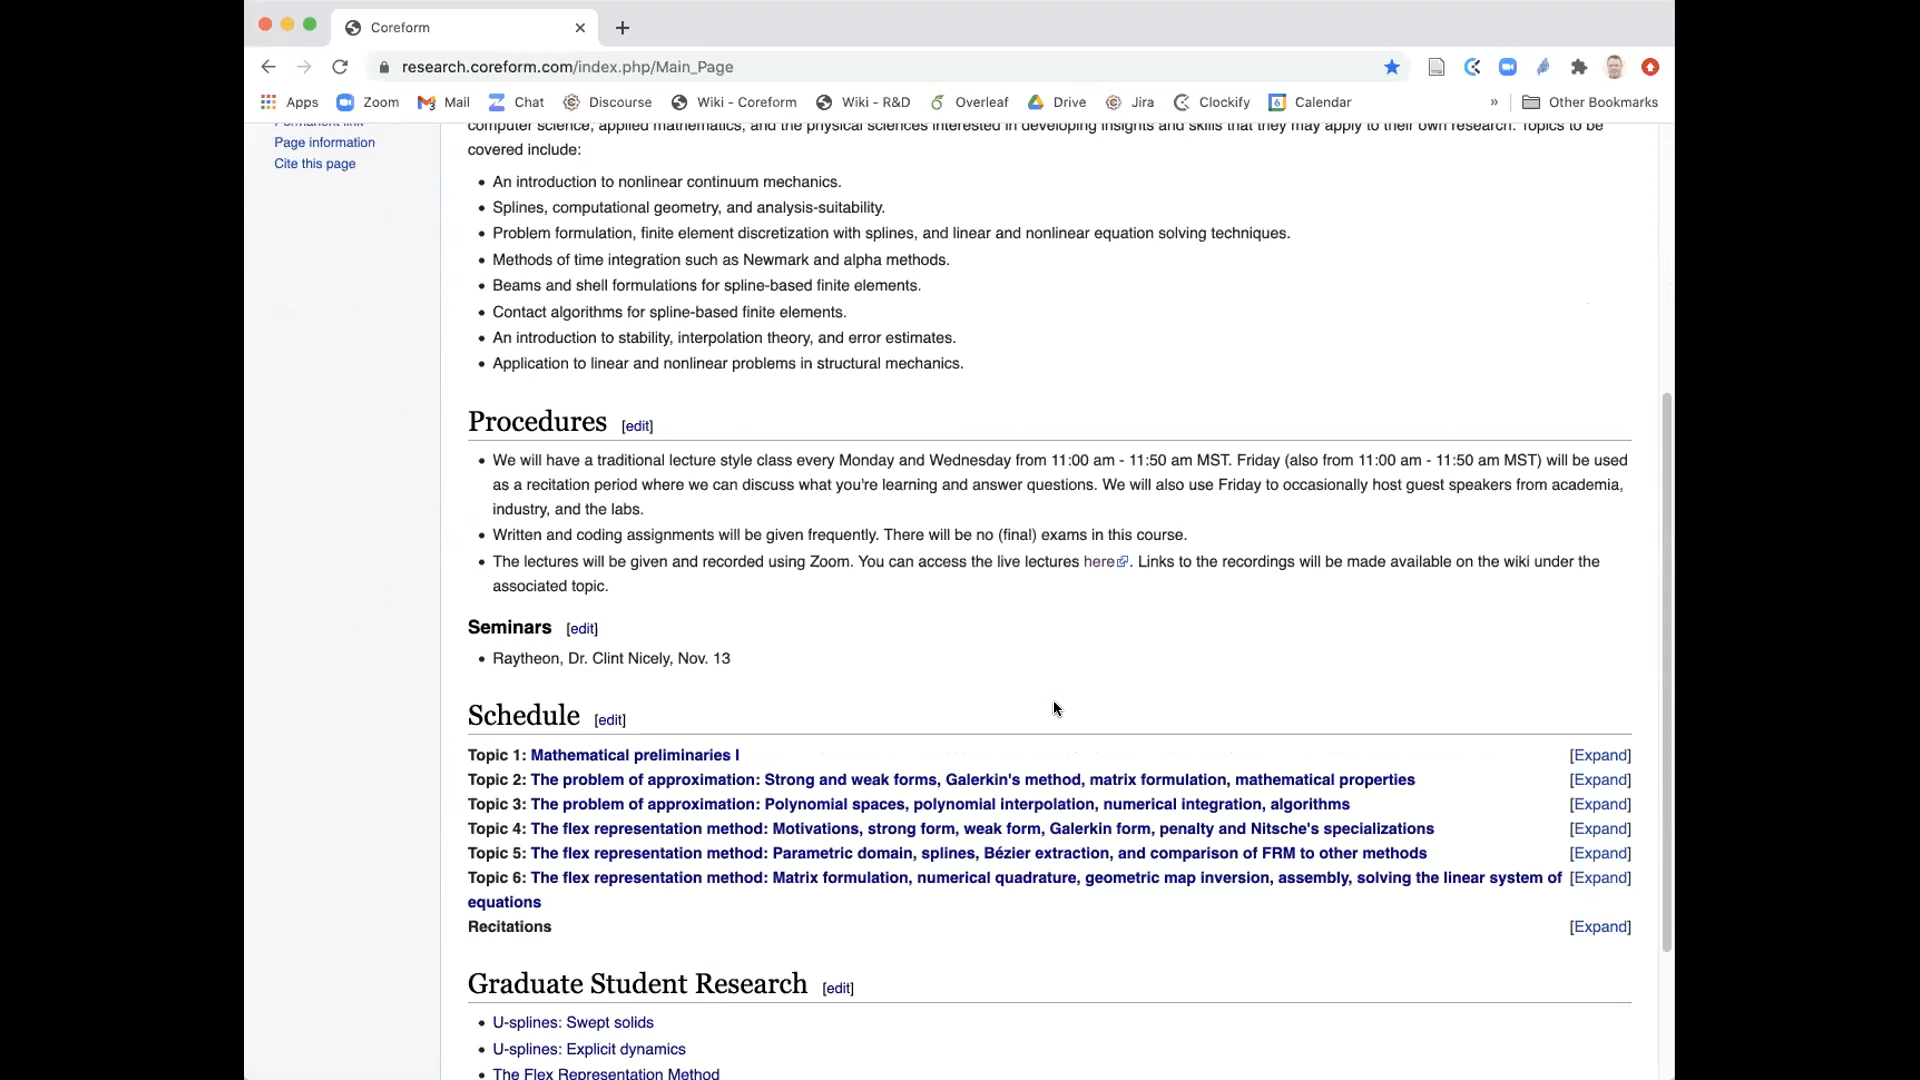 Coreform
research.coreform.com/index.php/Main_Page
Apps Zoom Mail Chat Discourse Wiki - Coreform Wiki - R&D Overleaf Drive Jira Clockify Calendar » Other Bookmarks
Permanent link
Page information
Cite this page
computer science, applied mathematics, and the physical sciences interested in developing insights and skills that they may apply to their own research. Topics to be
covered include:
• An introduction to nonlinear continuum mechanics.
• Splines, computational geometry, and analysis-suitability.
• Problem formulation, finite element discretization with splines, and linear and nonlinear equation solving techniques.
• Methods of time integration such as Newmark and alpha methods.
• Beams and shell formulations for spline-based finite elements.
• Contact algorithms for spline-based finite elements.
• An introduction to stability, interpolation theory, and error estimates.
• Application to linear and nonlinear problems in structural mechanics.
Procedures [edit]
• We will have a traditional lecture style class every Monday and Wednesday from 11:00 am - 11:50 am MST. Friday (also from 11:00 am - 11:50 am MST) will be used
as a recitation period where we can discuss what you're learning and answer questions. We will also use Friday to occasionally host guest speakers from academia,
industry, and the labs.
• Written and coding assignments will be given frequently. There will be no (final) exams in this course.
• The lectures will be given and recorded using Zoom. You can access the live lectures here. Links to the recordings will be made available on the wiki under the
associated topic.
Seminars [edit]
• Raytheon, Dr. Clint Nicely, Nov. 13
Schedule [edit]
Topic 1: Mathematical preliminaries I [Expand]
Topic 2: The problem of approximation: Strong and weak forms, Galerkin's method, matrix formulation, mathematical properties [Expand]
Topic 3: The problem of approximation: Polynomial spaces, polynomial interpolation, numerical integration, algorithms [Expand]
Topic 4: The flex representation method: Motivations, strong form, weak form, Galerkin form, penalty and Nitsche's specializations [Expand]
Topic 5: The flex representation method: Parametric domain, splines, Bézier extraction, and comparison of FRM to other methods [Expand]
Topic 6: The flex representation method: Matrix formulation, numerical quadrature, geometric map inversion, assembly, solving the linear system of [Expand]
equations
Recitations [Expand]
Graduate Student Research [edit]
• U-splines: Swept solids
• U-splines: Explicit dynamics
• The Flex Representation Method